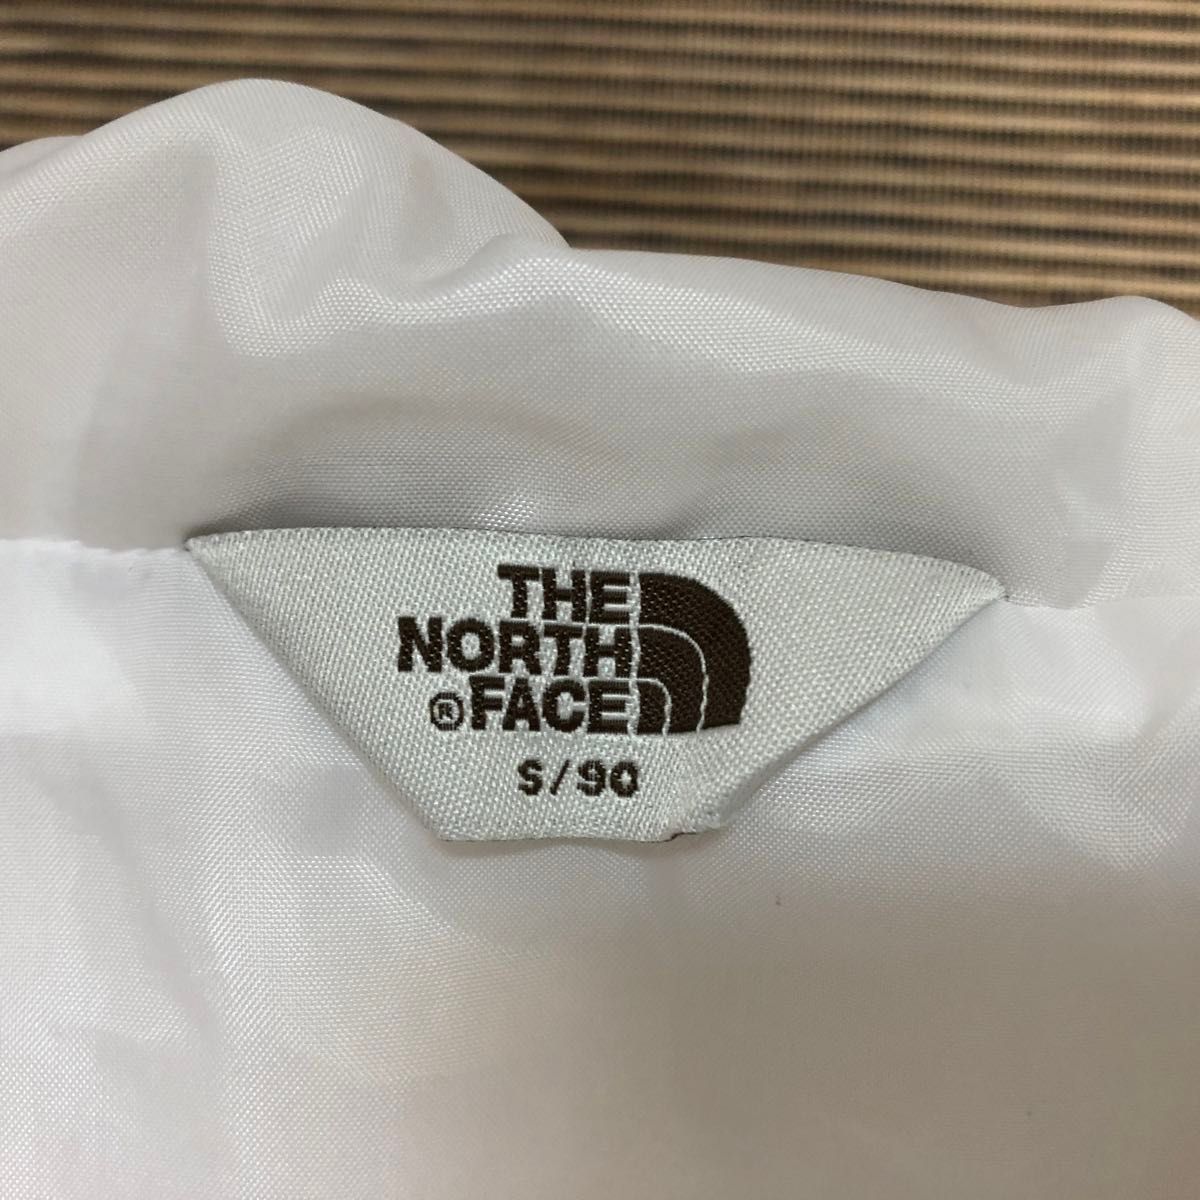 THE
NORTH
® FACE
S/90